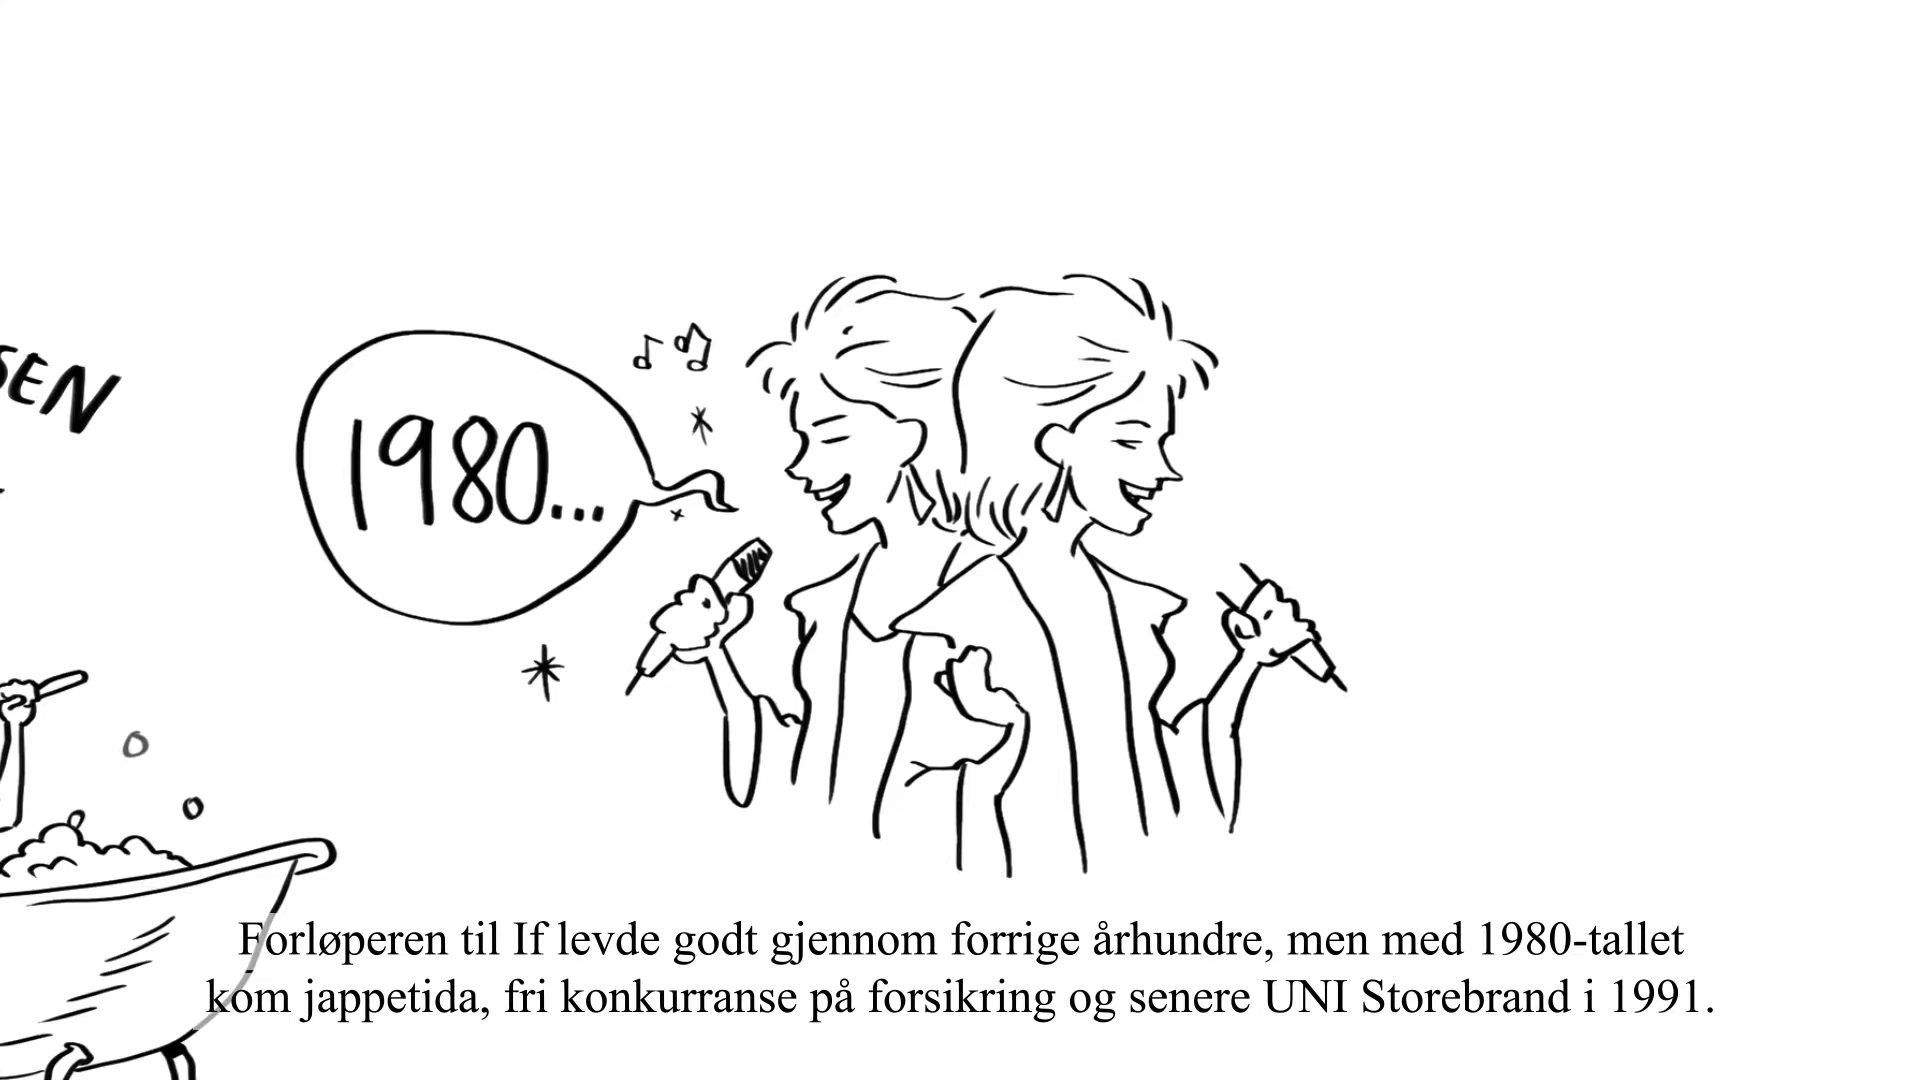 SEN
1980...
Forløperen til If levde godt gjennom forrige århundre, men med 1980-tallet
kom jappetida, fri konkurranse på forsikring og senere UNI Storebrand i 1991.